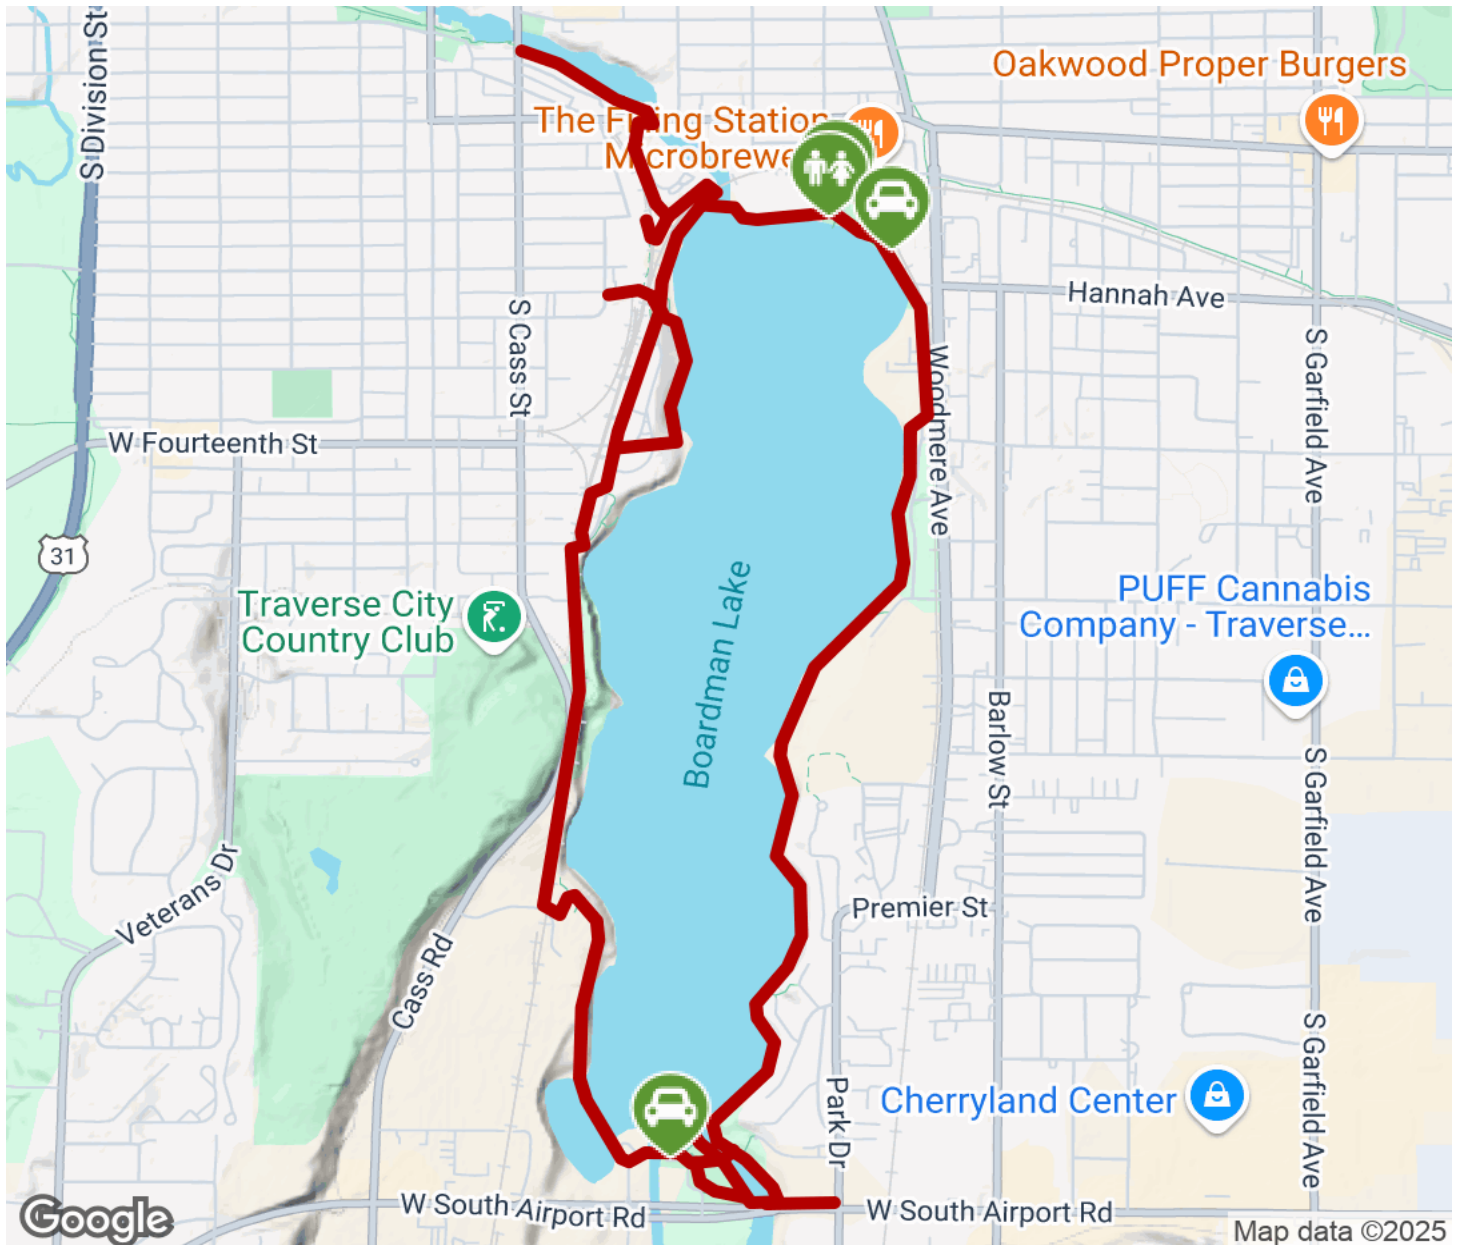 S Division St
Oakwood Proper Burgers
The Filling Station
Microbrewe
Hannah Ave
S Cass St
Woodmere Ave
S Garfield Ave
W Fourteenth St
31
Boardman Lake
PUFF Cannabis
Company - Traverse...
Traverse City
Country Club
Barlow St
S Garfield Ave
Veterans Dr
Premier St
Cass Rd
S Garfield Ave
Cherryland Center
Park Dr
W South Airport Rd
W South Airport Rd
Google
Map data ©2025